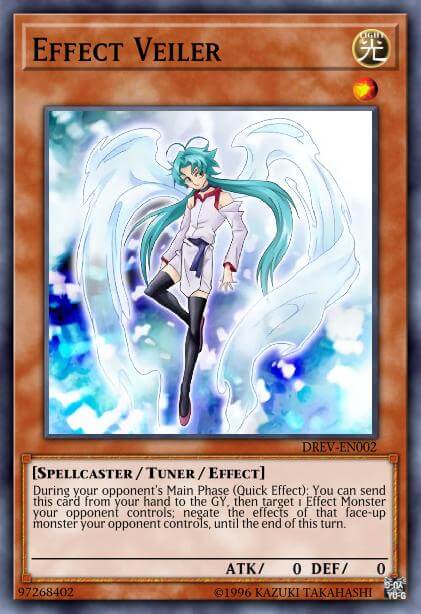 EFFECT VEILER
LIGHT
光
DREV-EN002
[SPELLCASTER / TUNER / EFFECT]
During your opponent's Main Phase (Quick Effect): You can send
this card from your hand to the GY, then target 1 Effect Monster
your opponent controls; negate the effects of that face-up
monster your opponent controls, until the end of this turn.
ATK/ 0 DEF/ 0
97268402
©1996 KAZUKI TAKAHASHI